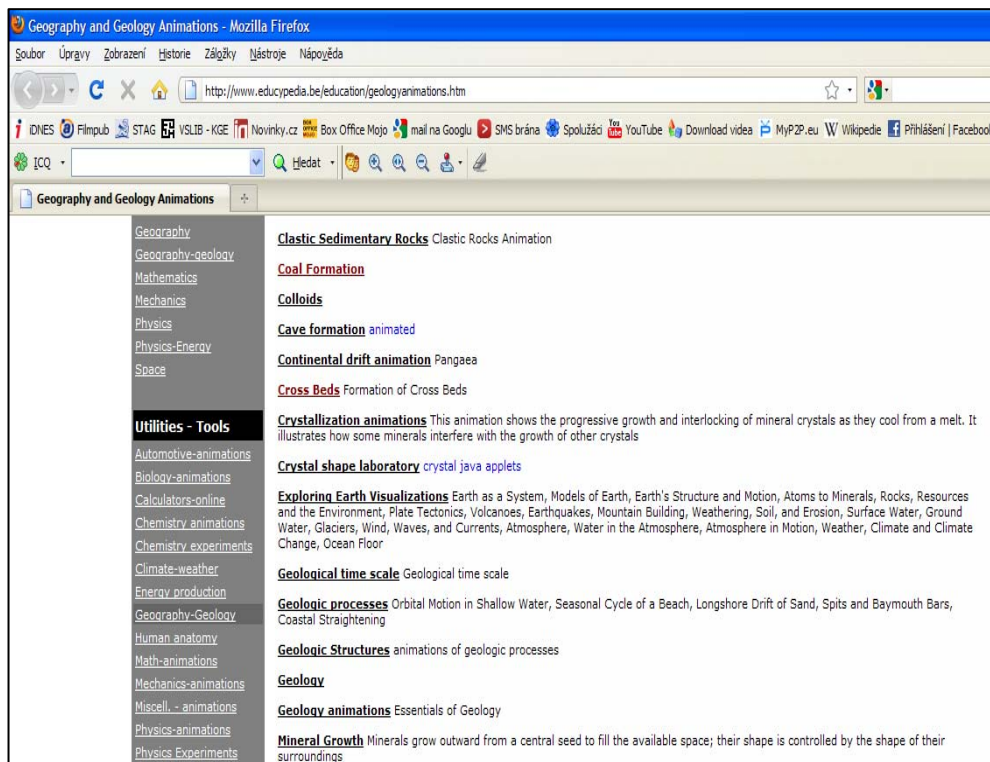 Geography and Geology Animations - Mozilla Firefox
Soubor Úpravy Zobrazení Historie Záložky Nástroje Nápověda
http://www.educypedia.be/education/geologyanimations.htm
iDNES Filmpub STAG VSLIB - KGE Novinky.cz Box Office Mojo mail na Googlu SMS brána Spolužáci YouTube Download videa MyP2P.eu Wikipedie Přihlášení | Facebook
ICQ Hledat
Geography and Geology Animations
Geography
Geography-geology
Mathematics
Mechanics
Physics
Physics-Energy
Space
Utilities - Tools
Automotive-animations
Biology-animations
Calculators-online
Chemistry animations
Chemistry experiments
Climate-weather
Energy production
Geography-Geology
Human anatomy
Math-animations
Mechanics-animations
Miscell. - animations
Physics-animations
Physics Experiments
Clastic Sedimentary Rocks Clastic Rocks Animation
Coal Formation
Colloids
Cave formation animated
Continental drift animation Pangaea
Cross Beds Formation of Cross Beds
Crystallization animations This animation shows the progressive growth and interlocking of mineral crystals as they cool from a melt. It
illustrates how some minerals interfere with the growth of other crystals
Crystal shape laboratory crystal java applets
Exploring Earth Visualizations Earth as a System, Models of Earth, Earth's Structure and Motion, Atoms to Minerals, Rocks, Resources
and the Environment, Plate Tectonics, Volcanoes, Earthquakes, Mountain Building, Weathering, Soil, and Erosion, Surface Water, Ground
Water, Glaciers, Wind, Waves, and Currents, Atmosphere, Water in the Atmosphere, Atmosphere in Motion, Weather, Climate and Climate
Change, Ocean Floor
Geological time scale Geological time scale
Geologic processes Orbital Motion in Shallow Water, Seasonal Cycle of a Beach, Longshore Drift of Sand, Spits and Baymouth Bars,
Coastal Straightening
Geologic Structures animations of geologic processes
Geology
Geology animations Essentials of Geology
Mineral Growth Minerals grow outward from a central seed to fill the available space; their shape is controlled by the shape of their
surroundings